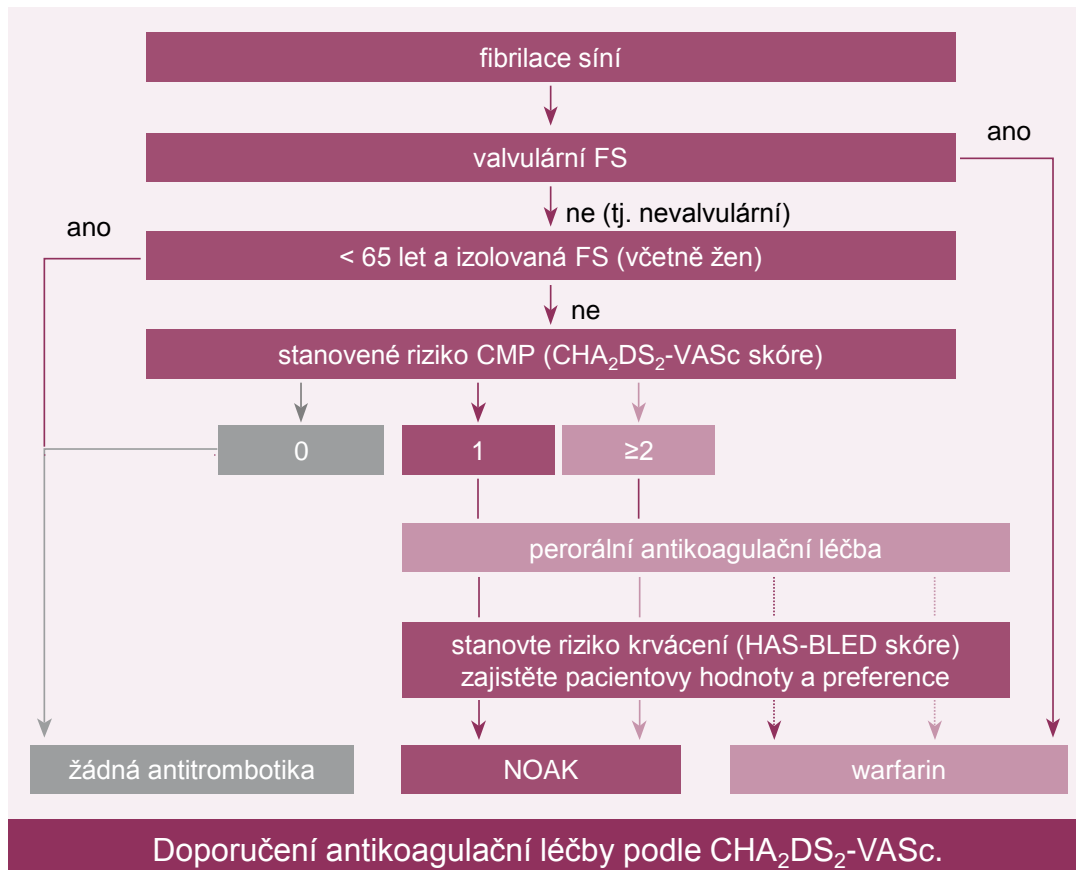 fibrilace síní
valvulární FS
ano
ne (tj. nevalvulární)
ano
< 65 let a izolovaná FS (včetně žen)
ne
stanovené riziko CMP (CHA₂DS₂-VASc skóre)
0
1
≥2
perorální antikoagulační léčba
stanovte riziko krvácení (HAS-BLED skóre)
zajistěte pacientovy hodnoty a preference
žádná antitrombotika
NOAK
warfarin
Doporučení antikoagulační léčby podle CHA₂DS₂-VASc.